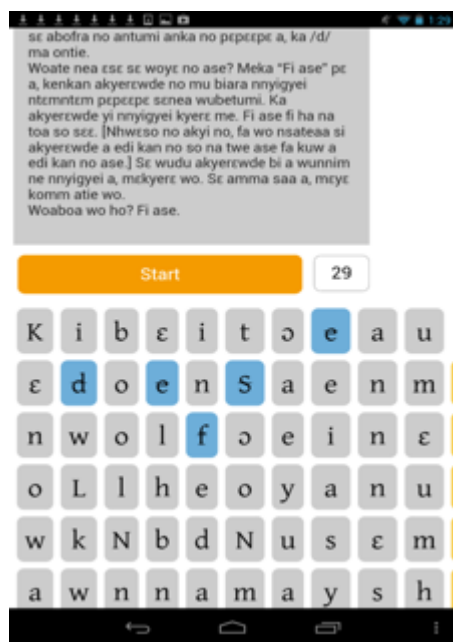 1:29
sɛ abofra no antumi anka no pɛpɛɛpɛ a, ka /d/
ma ontie.
Woate nea ɛsɛ sɛ woyɛ no ase? Meka "Fi ase" pɛ
a, kenkan akyerɛwde no mu biara nnyigyei
ntɛmntɛm pɛpɛɛpɛ sɛnea wubetumi. Ka
akyerɛwde yi nnyigyei kyerɛ me. Fi ase fi ha na
toa so sɛɛ. [Nhwɛso no akyi no, fa wo nsateaa si
akyerɛwde a edi kan no so na twe ase fa kuw a
edi kan no ase.] Sɛ wudu akyerɛwde bi a wunnim
ne nnyigyei a, mɛkyerɛ wo. Sɛ amma saa a, mɛyɛ
komm atie wo.
Woaboa wo ho? Fi ase.
Start 29
K i b ɛ i t ɔ e a u
ɛ d o e n S a e n m
n w o l f ɔ e i n ɛ
o L l h e o y a n u
w k N b d N u s ɛ m
a w n n a m a y s h